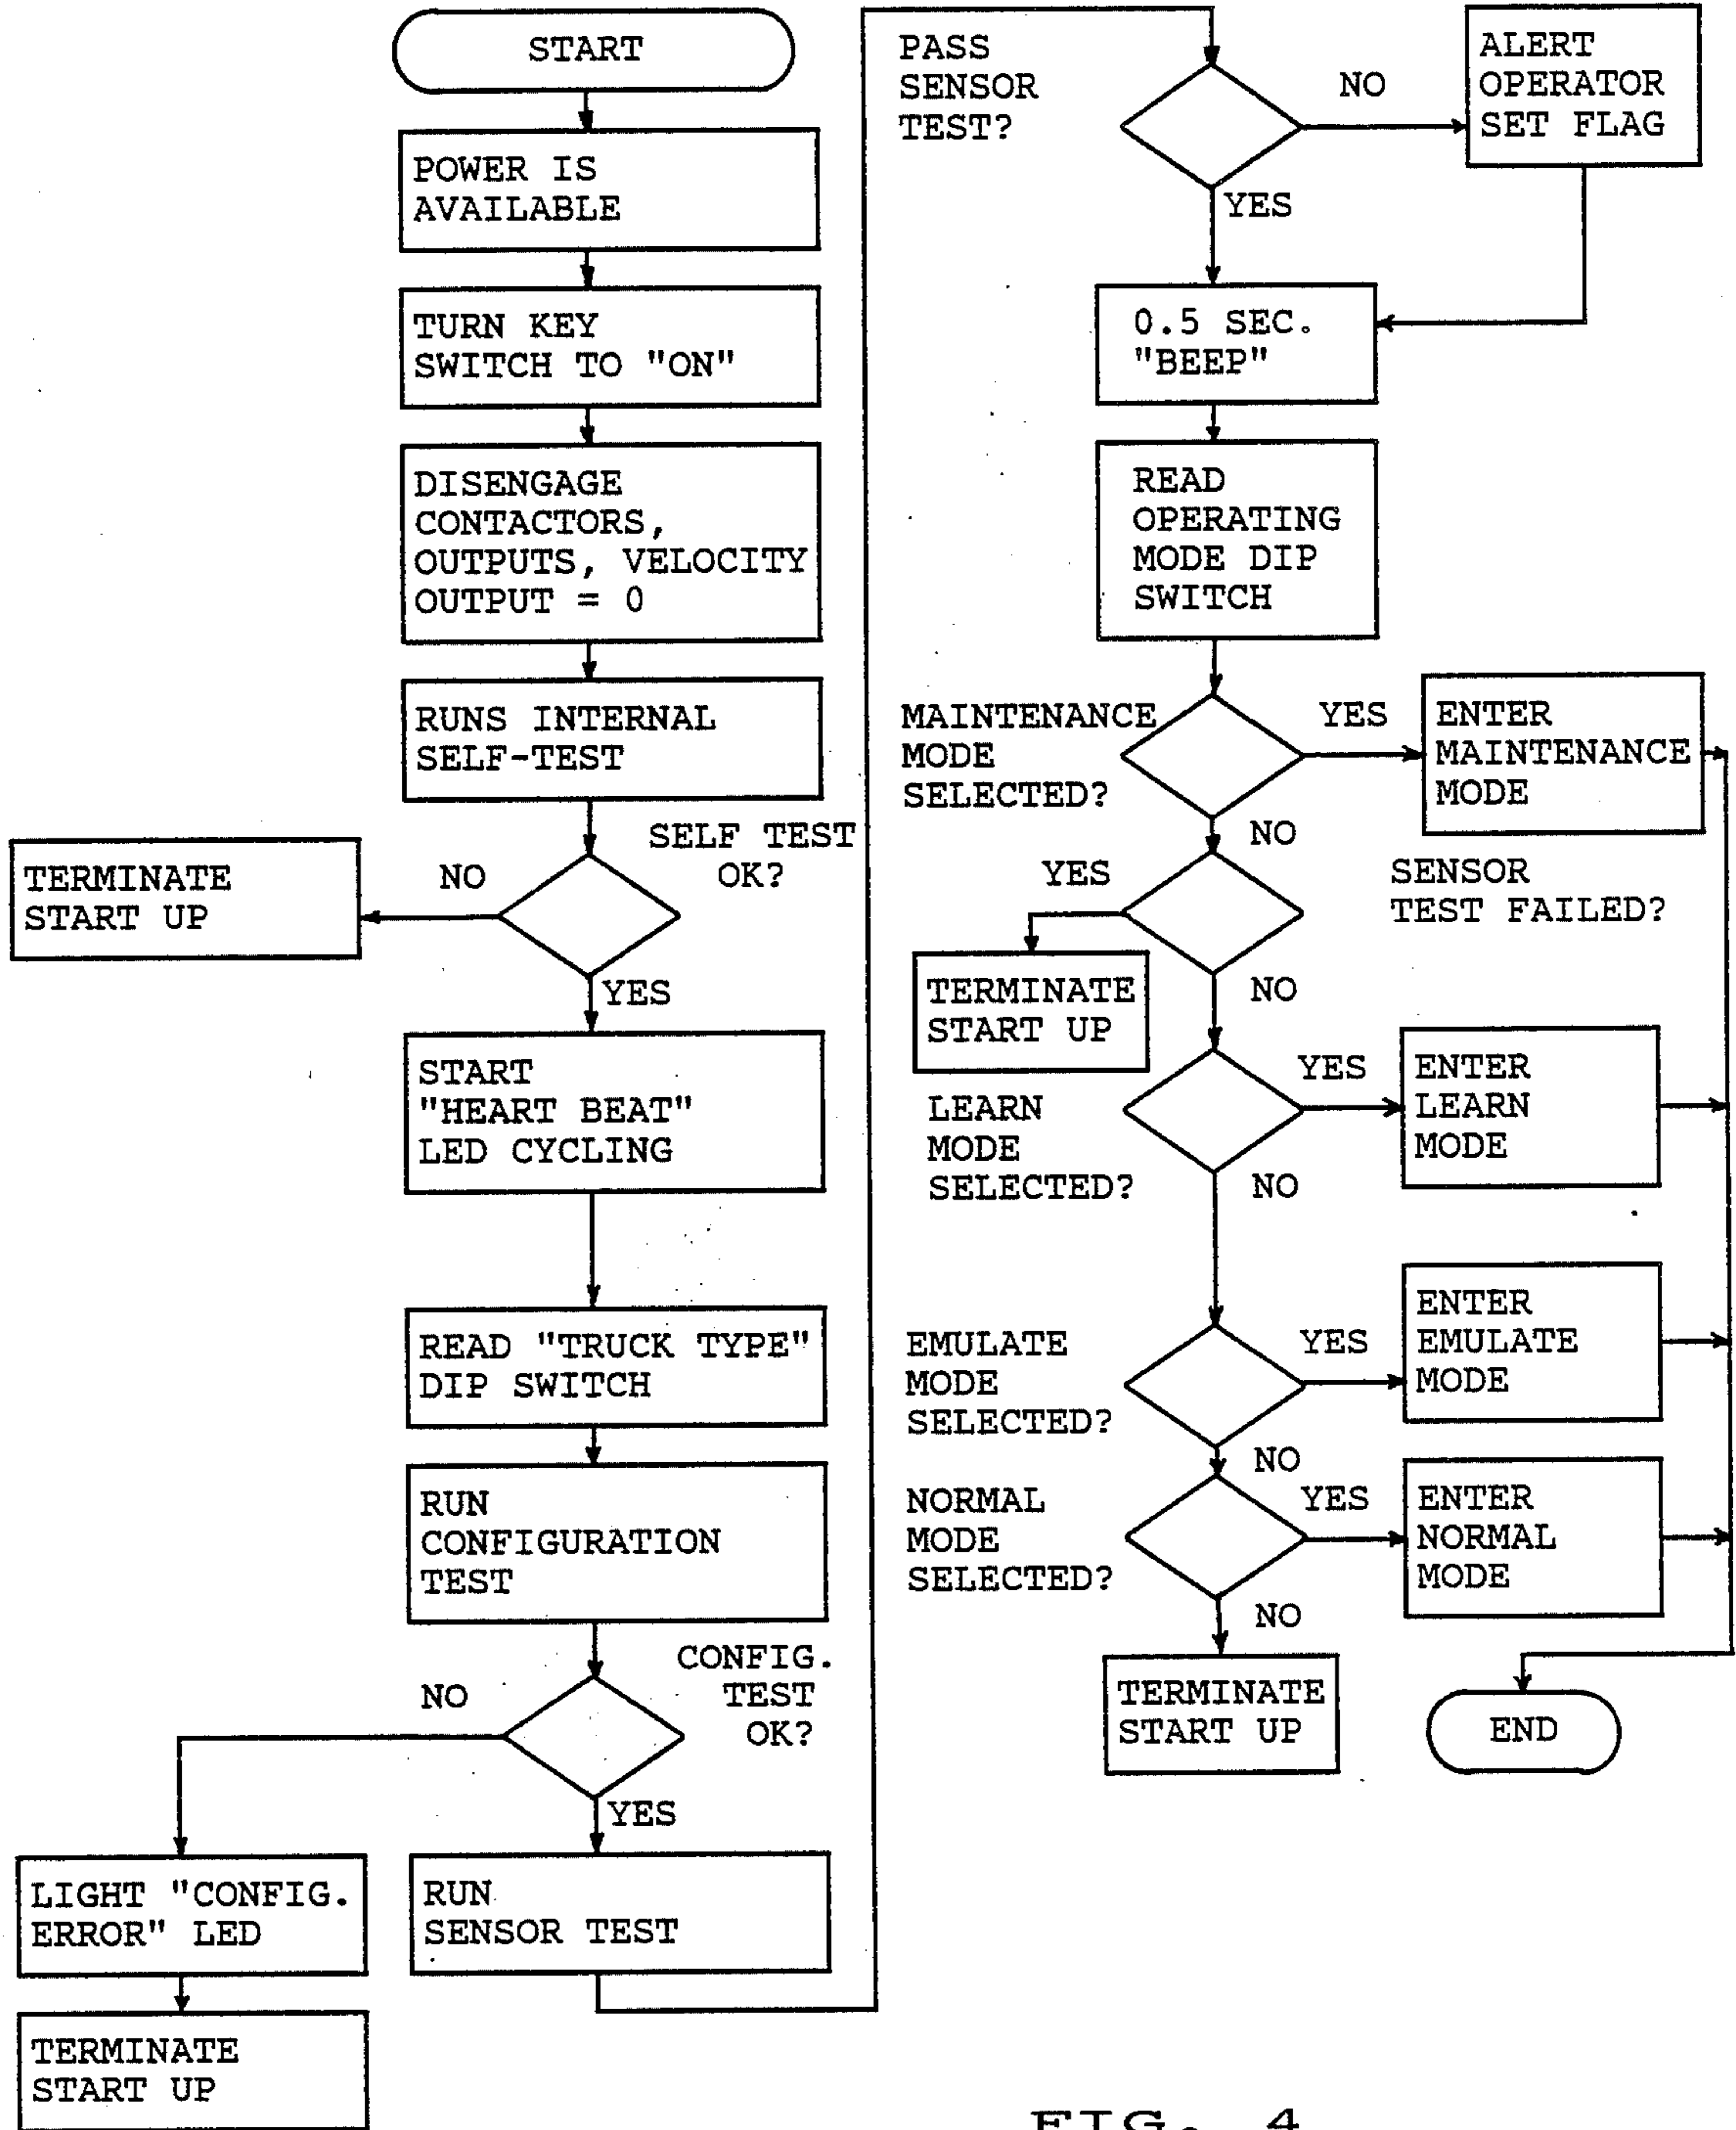 START
POWER IS
AVAILABLE
TURN KEY
SWITCH TO "ON"
DISENGAGE
CONTACTORS,
OUTPUTS, VELOCITY
OUTPUT = 0
RUNS INTERNAL
SELF-TEST
SELF TEST
OK?
NO
TERMINATE
START UP
YES
START
"HEART BEAT"
LED CYCLING
READ "TRUCK TYPE"
DIP SWITCH
RUN
CONFIGURATION
TEST
CONFIG.
TEST
OK?
NO
LIGHT "CONFIG.
ERROR" LED
TERMINATE
START UP
YES
RUN
SENSOR TEST
PASS
SENSOR
TEST?
NO
ALERT
OPERATOR
SET FLAG
YES
0.5 SEC.
"BEEP"
READ
OPERATING
MODE DIP
SWITCH
MAINTENANCE
MODE
SELECTED?
YES
ENTER
MAINTENANCE
MODE
NO
SENSOR
TEST FAILED?
YES
TERMINATE
START UP
NO
LEARN
MODE
SELECTED?
YES
ENTER
LEARN
MODE
NO
EMULATE
MODE
SELECTED?
YES
ENTER
EMULATE
MODE
NO
NORMAL
MODE
SELECTED?
YES
ENTER
NORMAL
MODE
NO
TERMINATE
START UP
END
FIG. 4